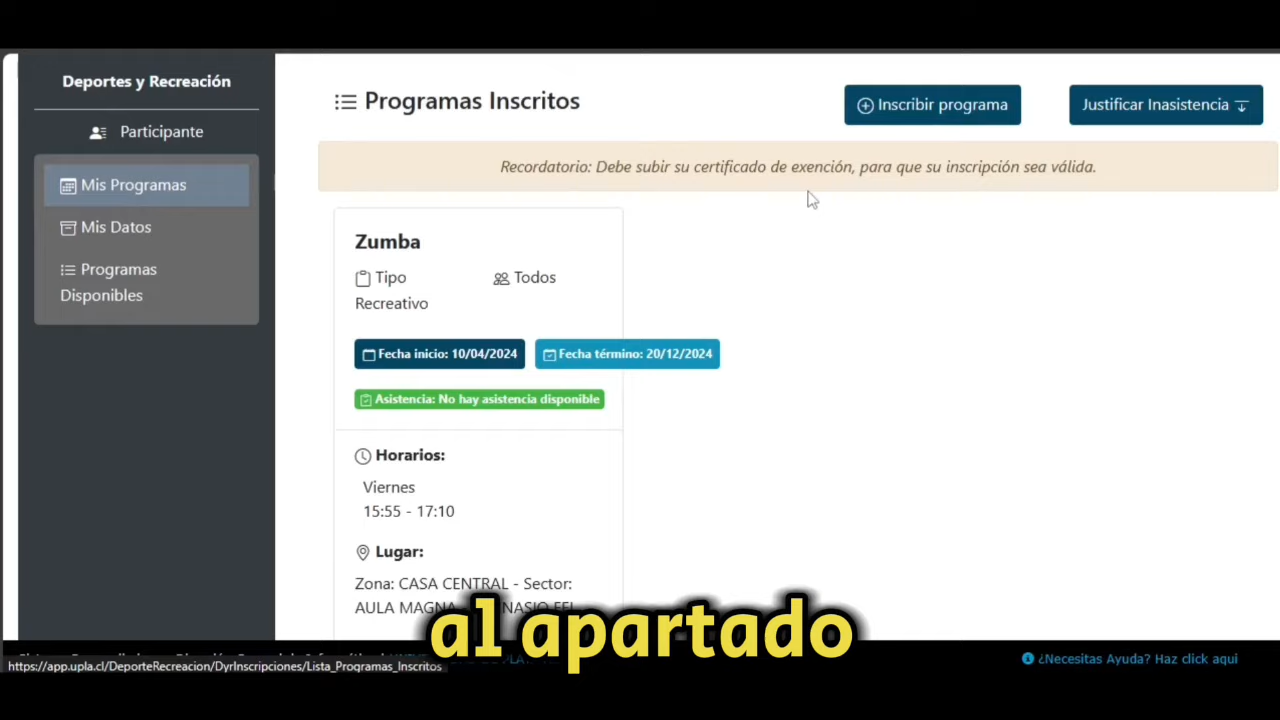 Deportes y Recreación
Participante
Mis Programas
Mis Datos
Programas
Disponibles
Programas Inscritos
Inscribir programa
Justificar Inasistencia
Recordatorio: Debe subir su certificado de exención, para que su inscripción sea válida.
Zumba
Tipo
Recreativo
Todos
Fecha inicio: 10/04/2024
Fecha término: 20/12/2024
Asistencia: No hay asistencia disponible
Horarios:
Viernes
15:55 - 17:10
Lugar:
Zona: CASA CENTRAL - Sector:
AULA MAGNA
al apartado
https://app.upla.cl/DeporteRecreacion/DyrInscripciones/Lista_Programas_Inscritos
¿Necesitas Ayuda? Haz click aqui